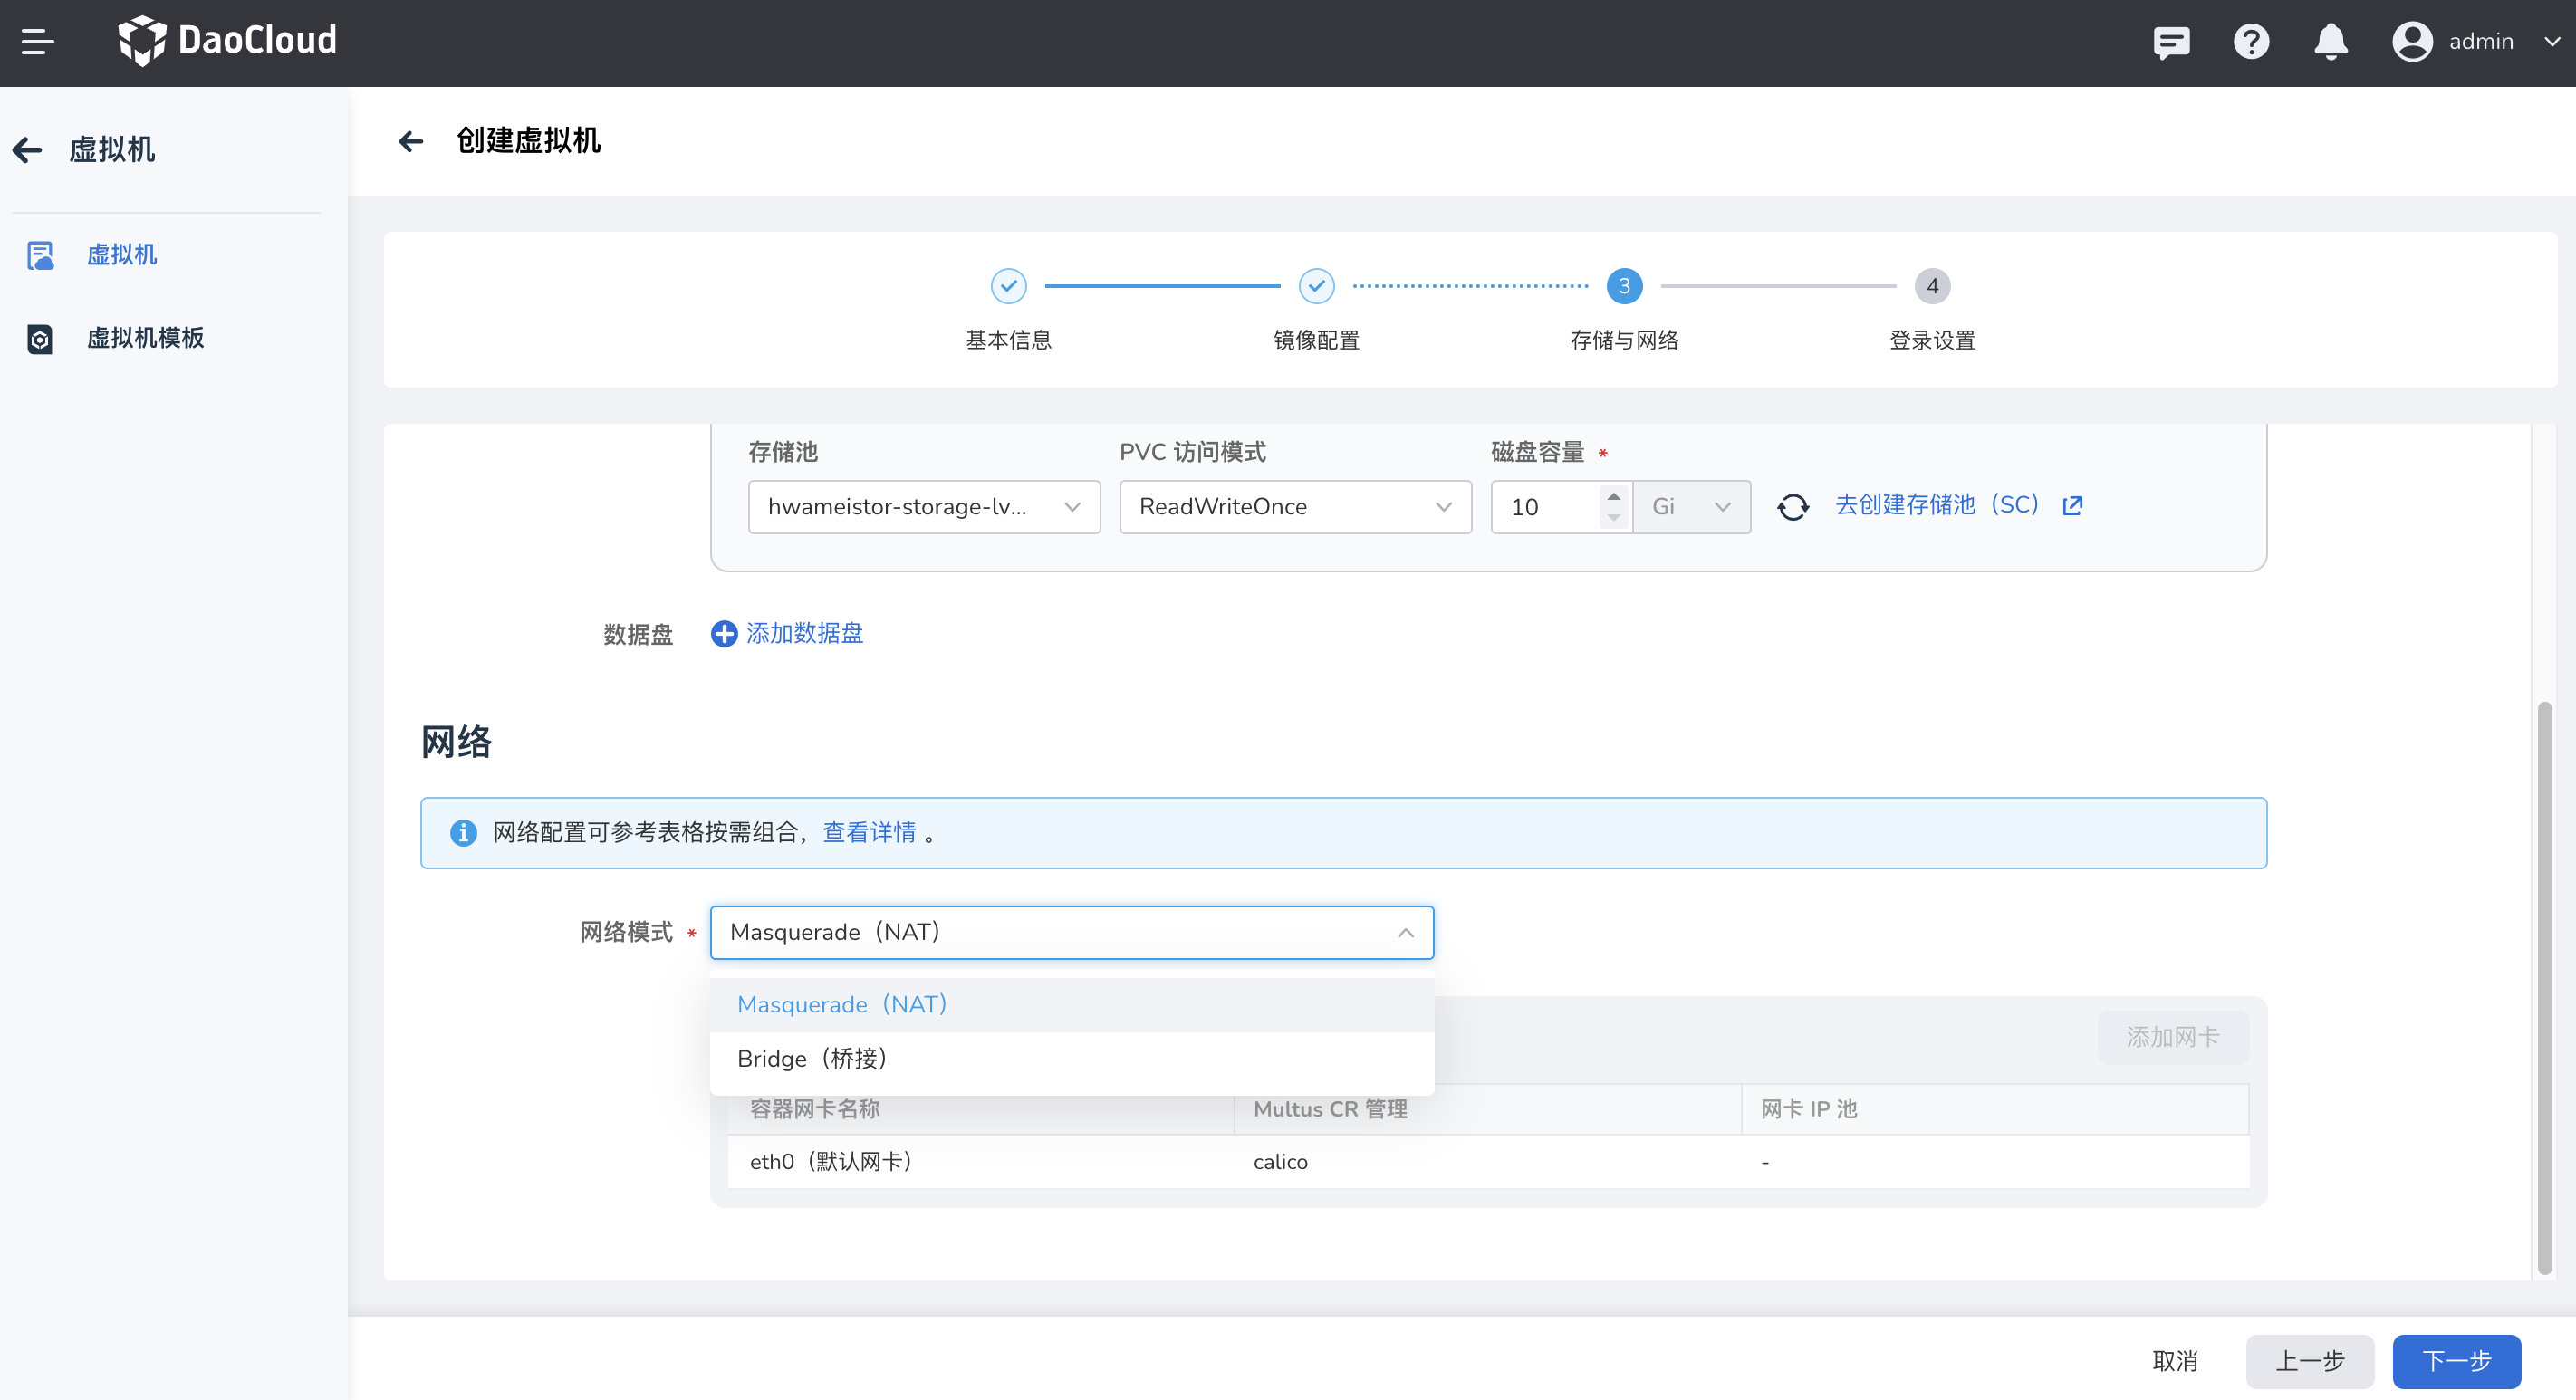 DaoCloud
admin
虚拟机
虚拟机
虚拟机模板
创建虚拟机
3
4
基本信息
镜像配置
存储与网络
登录设置
存储池
PVC 访问模式
磁盘容量 *
hwameistor-storage-lv...
ReadWriteOnce
10
Gi
去创建存储池（SC）
数据盘
添加数据盘
网络
网络配置可参考表格按需组合，查看详情 。
网络模式 *
Masquerade（NAT）
Masquerade（NAT）
Bridge（桥接）
添加网卡
容器网卡名称
Multus CR 管理
网卡 IP 池
eth0（默认网卡）
calico
-
取消
上一步
下一步